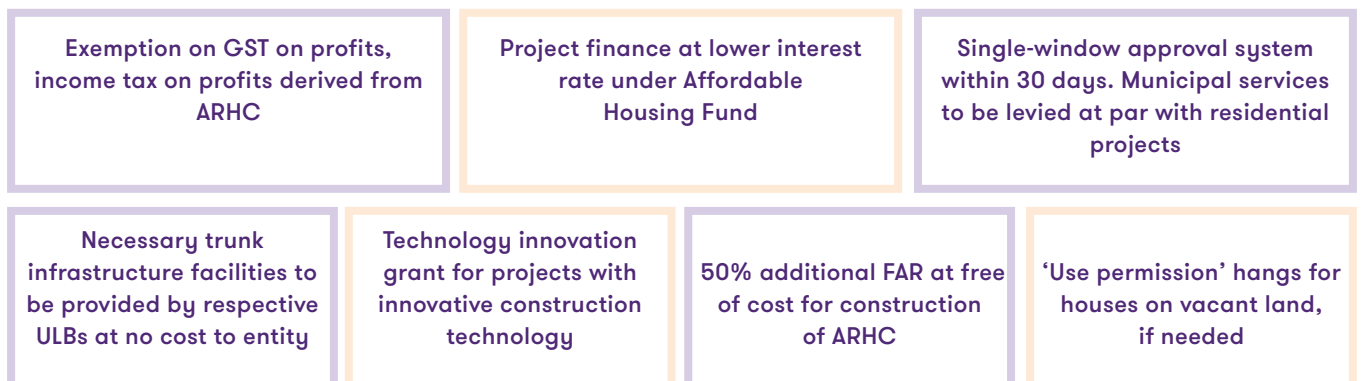 Exemption on GST on profits,
income tax on profits derived from
ARHC
Project finance at lower interest
rate under Affordable
Housing Fund
Single-window approval system
within 30 days. Municipal services
to be levied at par with residential
projects
Necessary trunk
infrastructure facilities to
be provided by respective
ULBs at no cost to entity
Technology innovation
grant for projects with
innovative construction
technology
50% additional FAR at free
of cost for construction
of ARHC
‘Use permission’ hangs for
houses on vacant land,
if needed